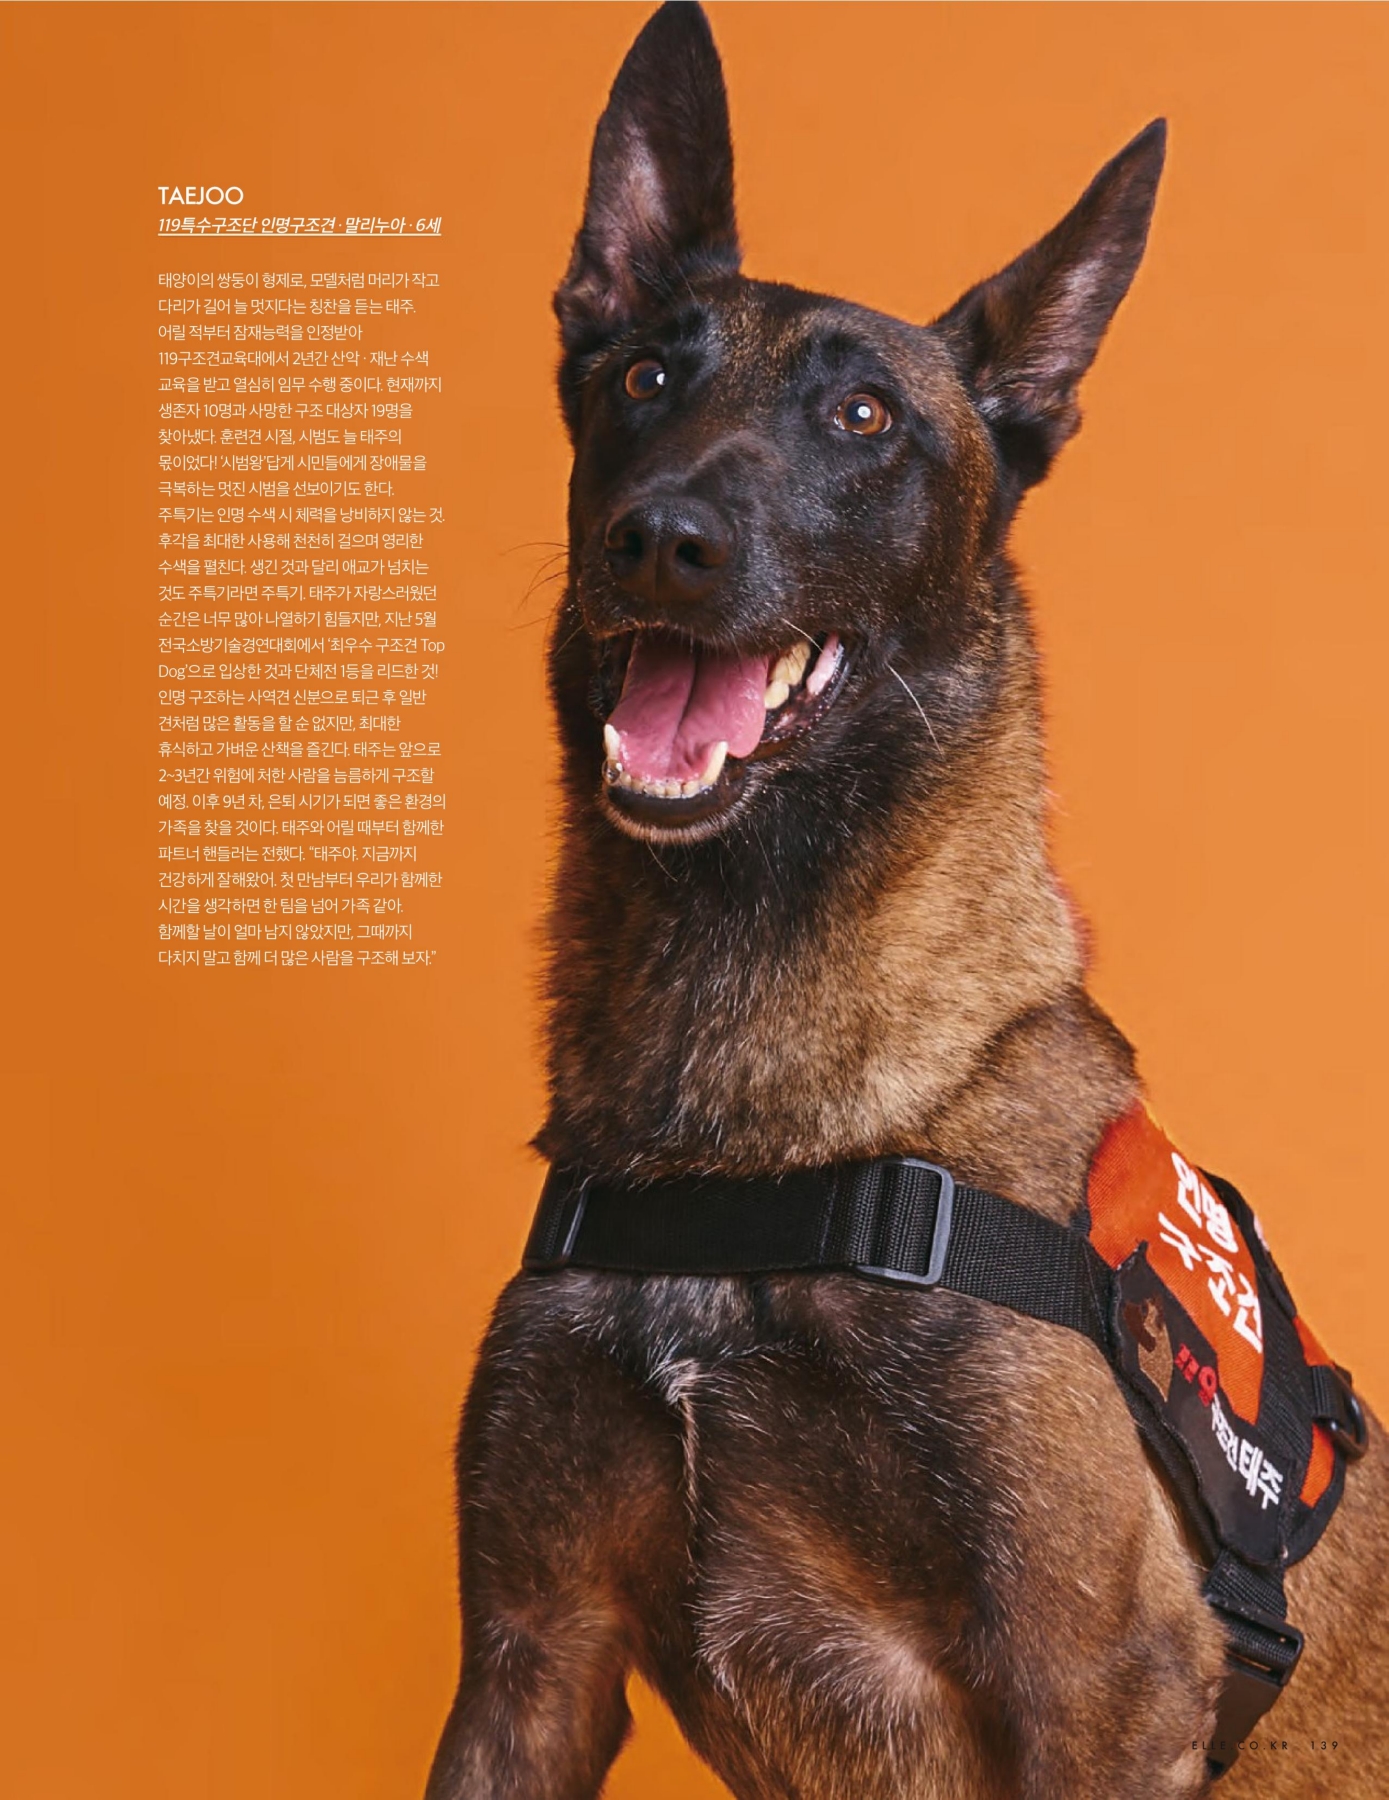 TAEJOO
119특수구조단 인명구조견 · 말리누아 · 6세
태양이의 쌍둥이 형제로, 모델처럼 머리가 작고
다리가 길어 늘 멋지다는 칭찬을 듣는 태주.
어릴 적부터 잠재능력을 인정받아
119구조견교육대에서 2년간 산악 · 재난 수색
교육을 받고 열심히 임무 수행 중이다. 현재까지
생존자 10명과 사망한 구조 대상자 19명을
찾아냈다. 훈련견 시절, 시범도 늘 태주의
몫이었다! ‘시범왕’답게 시민들에게 장애물을
극복하는 멋진 시범을 선보이기도 한다.
주특기는 인명 수색 시 체력을 낭비하지 않는 것.
후각을 최대한 사용해 천천히 걸으며 영리한
수색을 펼친다. 생긴 것과 달리 애교가 넘치는
것도 주특기라면 주특기. 태주가 자랑스러웠던
순간은 너무 많아 나열하기 힘들지만, 지난 5월
전국소방기술경연대회에서 ‘최우수 구조견 Top
Dog’으로 입상한 것과 단체전 1등을 리드한 것!
인명 구조하는 사역견 신분으로 퇴근 후 일반
견처럼 많은 활동을 할 순 없지만, 최대한
휴식하고 가벼운 산책을 즐긴다. 태주는 앞으로
2~3년간 위험에 처한 사람을 늠름하게 구조할
예정. 이후 9년 차, 은퇴 시기가 되면 좋은 환경의
가족을 찾을 것이다. 태주와 어릴 때부터 함께한
파트너 핸들러는 전했다. “태주야. 지금까지
건강하게 잘해왔어. 첫 만남부터 우리가 함께한
시간을 생각하면 한 팀을 넘어 가족 같아.
함께할 날이 얼마 남지 않았지만, 그때까지
다치지 말고 함께 더 많은 사람을 구조해 보자.”
인명
구조견
구조견 태주
ELLE.CO.KR 139